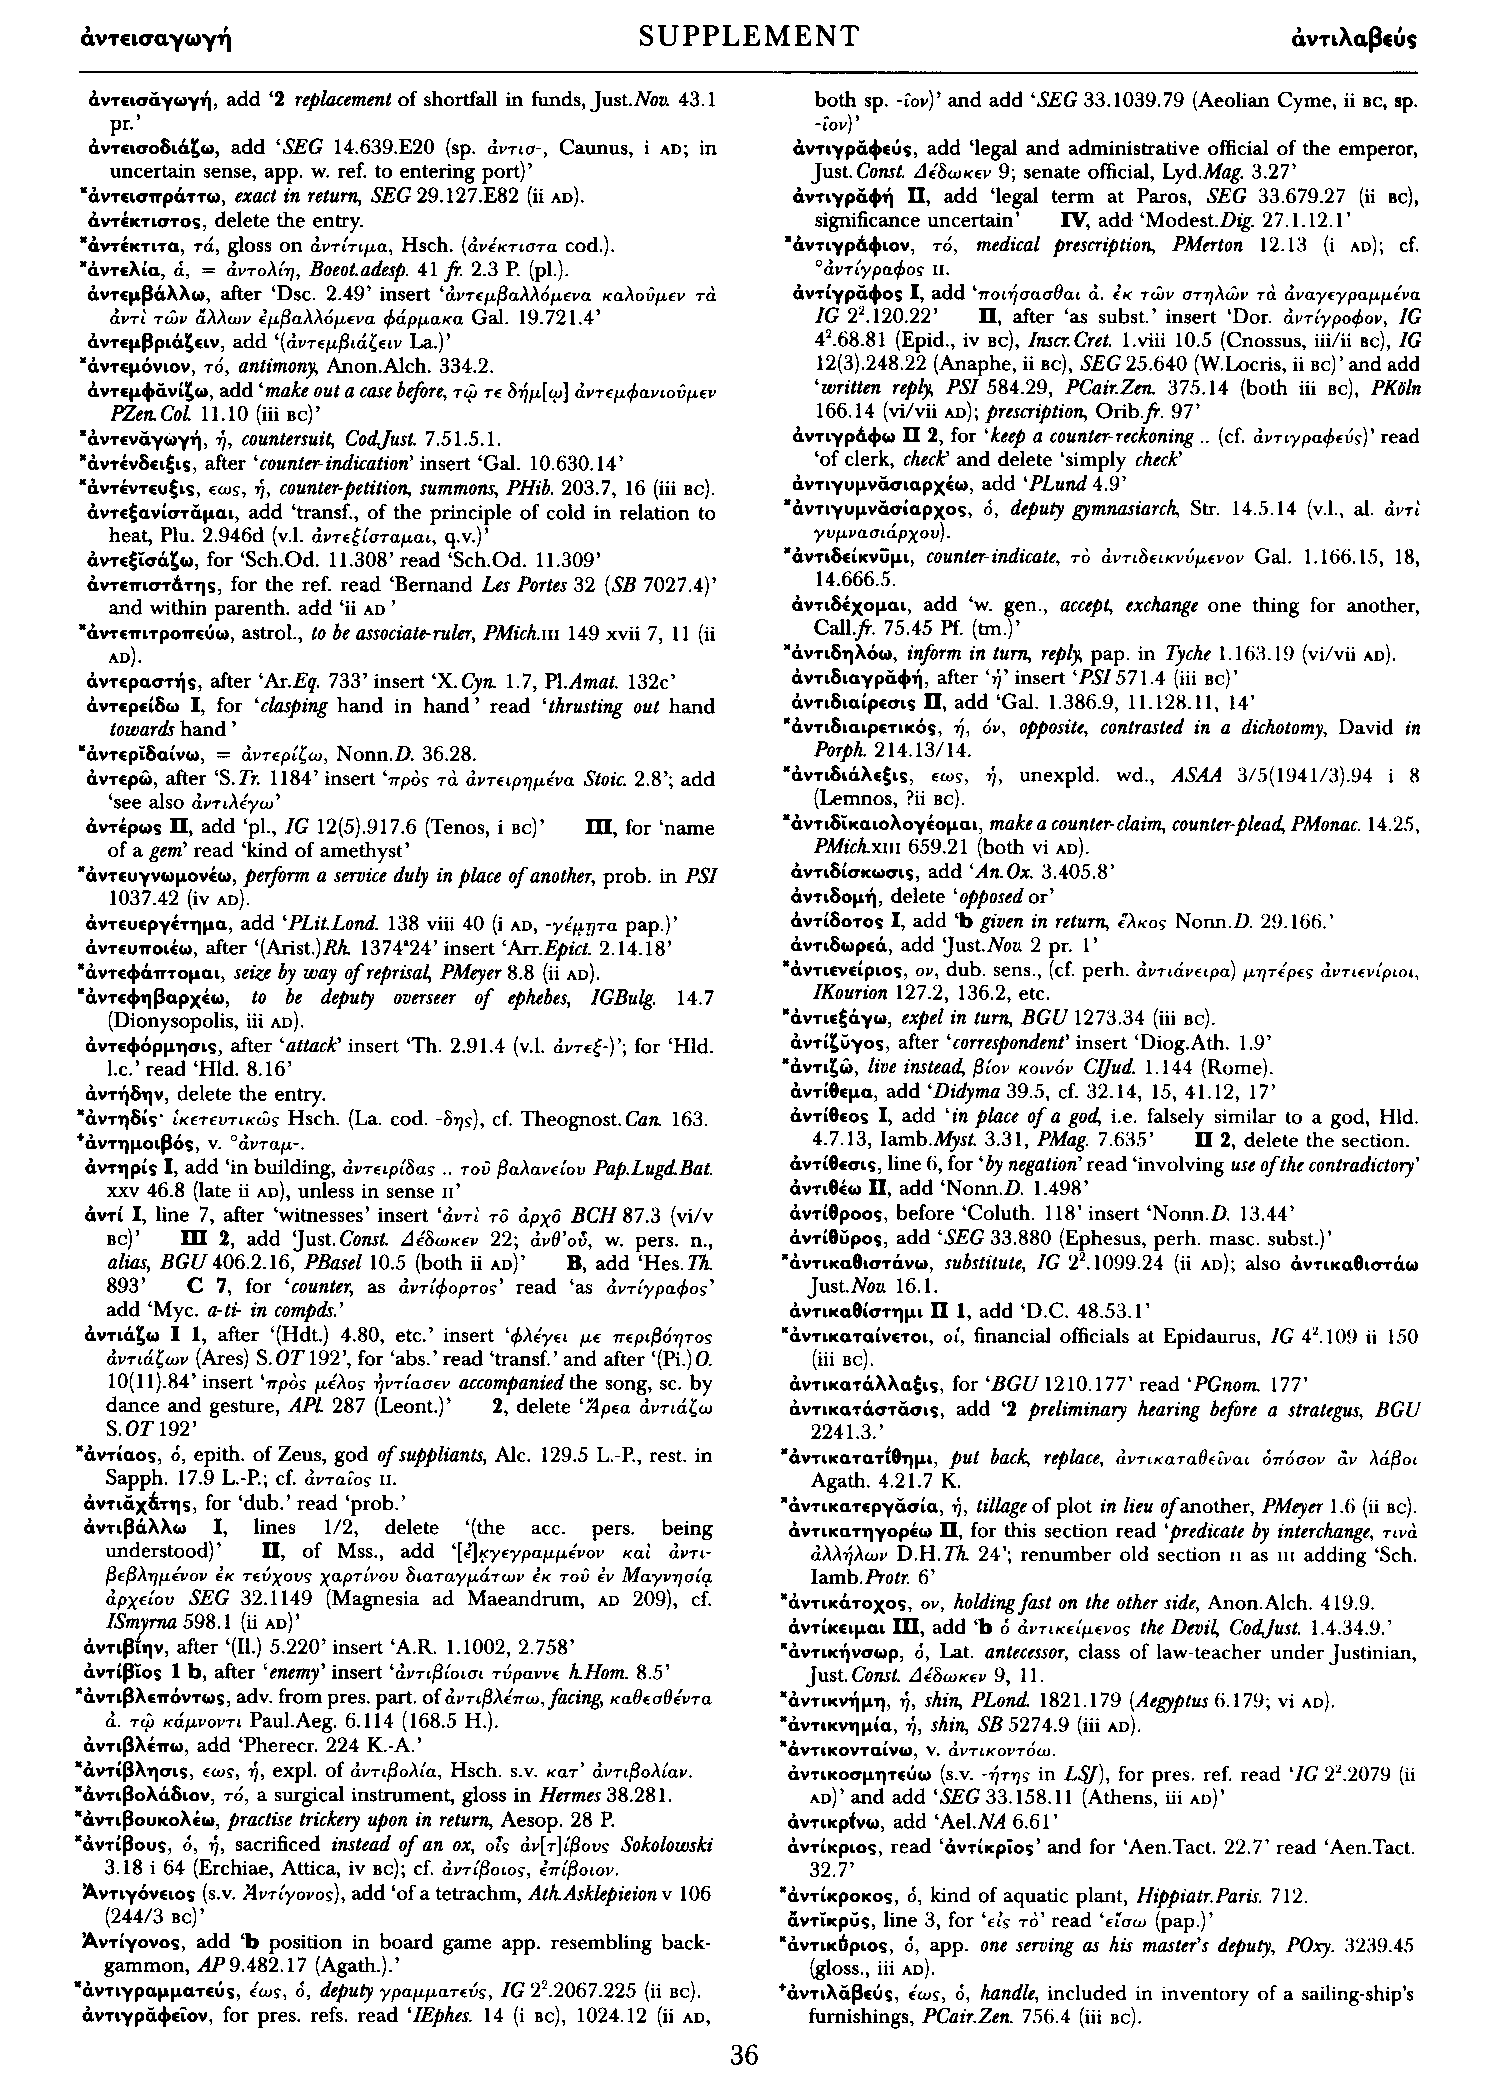 ἀντεισαγωγή SUPPLEMENT ἀντιλαβεύς
ἀντεισᾰγωγή, add ‘2 replacement of shortfall in funds, Just.Nov. 43.1
pr.’
ἀντεισοδιάζω, add ‘SEG 14.639.E20 (sp. ἀντισ-, Caunus, i AD; in
uncertain sense, app. w. ref. to entering port)’
*ἀντεισπράττω, exact in return, SEG 29.127.E82 (ii AD).
ἀντέκτιστος, delete the entry.
*ἀντέκτιτα, τά, gloss on ἀντίτιμα, Hsch. (ἀνέκτιστα cod.).
*ἀντελία, ἁ, = ἀντολίη, Boeot.adesp. 41 fr. 2.3 P. (pl.).
ἀντεμβάλλω, after ‘Dsc. 2.49’ insert ‘ἀντεμβαλλόμενα καλοῦμεν τὰ
ἀντὶ τῶν ἄλλων ἐμβαλλόμενα φάρμακα Gal. 19.721.4’
ἀντεμβριάζειν, add ‘(ἀντεμβιάζειν La.)’
*ἀντεμόνιον, τό, antimony, Anon.Alch. 334.2.
ἀντεμφᾰνίζω, add ‘make out a case before, τῷ τε δήμ[ῳ] ἀντεμφανιοῦμεν
PZen.Col. 11.10 (iii BC)’
*ἀντενᾰγωγή, ἡ, countersuit, Cod.Just. 7.51.5.1.
*ἀντένδειξις, after ‘counter-indication’ insert ‘Gal. 10.630.14’
*ἀντέντευξις, εως, ἡ, counter-petition, summons, PHib. 203.7, 16 (iii BC).
ἀντεξανίστᾰμαι, add ‘transf., of the principle of cold in relation to
heat, Plu. 2.946d (v.l. ἀντεξίσταμαι, q.v.)’
ἀντεξῐσάζω, for ‘Sch.Od. 11.308’ read ‘Sch.Od. 11.309’
ἀντεπιστάτης, for the ref. read ‘Bernand Les Portes 32 (SB 7027.4)’
and within parenth. add ‘ii AD ’
*ἀντεπιτροπεύω, astrol., to be associate-ruler, PMich.III 149 xvii 7, 11 (ii
AD).
ἀντεραστής, after ‘Ar.Eq. 733’ insert ‘X.Cyn. 1.7, Pl.Amat. 132c’
ἀντερείδω I, for ‘clasping hand in hand’ read ‘thrusting out hand
towards hand ’
*ἀντερῐδαίνω, = ἀντερίζω, Nonn.D. 36.28.
ἀντερῶ, after ‘S.Tr. 1184’ insert ‘πρὸς τὰ ἀντειρημένα Stoic. 2.8’; add
‘see also ἀντιλέγω’
ἀντέρως II, add ‘pl., IG 12(5).917.6 (Tenos, i BC)’ III, for ‘name
of a gem’ read ‘kind of amethyst’
*ἀντευγνωμονέω, perform a service duly in place of another, prob. in PSI
1037.42 (iv AD).
ἀντευεργέτημα, add ‘PLit.Lond. 138 viii 40 (i AD, -γέμητα pap.)’
ἀντευποιέω, after ‘(Arist.)Rh. 1374ª24’ insert ‘Arr.Epict. 2.14.18’
*ἀντεφάπτομαι, seize by way of reprisal, PMeyer 8.8 (ii AD).
*ἀντεφηβαρχέω, to be deputy overseer of ephebes, IGBulg. 14.7
(Dionysopolis, iii AD).
ἀντεφόρμησις, after ‘attack’ insert ‘Th. 2.91.4 (v.l. ἀντεξ-)’; for ‘Hld.
l.c.’ read ‘Hld. 8.16’
ἀντήδην, delete the entry.
*ἀντηδίς· ἱκετευτικῶς Hsch. (La. cod. -δης), cf. Theognost.Can. 163.
⁺ἀντημοιβός, v. °ἀνταμ-.
ἀντηρίς I, add ‘in building, ἀντειρίδας .. τοῦ βαλανείου Pap.Lugd.Bat.
XXV 46.8 (late ii AD), unless in sense II’
ἀντί I, line 7, after ‘witnesses’ insert ‘ἀντὶ τõ ἀρχõ BCH 87.3 (vi/v
BC)’ III 2, add ‘Just.Const. Δέδωκεν 22; ἀνθ’οὗ, w. pers. n.,
alias, BGU 406.2.16, PBasel 10.5 (both ii AD)’ B, add ‘Hes.Th.
893’ C 7, for ‘counter, as ἀντίφορτος’ read ‘as ἀντίγραφος’
add ‘Myc. a-ti- in compds.’
ἀντιάζω I 1, after ‘(Hdt.) 4.80, etc.’ insert ‘φλέγει με περιβόητος
ἀντιάζων (Ares) S.OT 192’, for ‘abs.’ read ‘transf.’ and after ‘(Pi.)O.
10(11).84’ insert ‘πρὸς μέλος ἠντίασεν accompanied the song, sc. by
dance and gesture, APl. 287 (Leont.)’ 2, delete ‘Ἄρεα ἀντιάζω
S.OT 192’
*ἀντίαος, ὁ, epith. of Zeus, god of suppliants, Alc. 129.5 L.-P., rest. in
Sapph. 17.9 L.-P.; cf. ἀνταῖος II.
ἀντιᾰχάτης, for ‘dub.’ read ‘prob.’
ἀντιβάλλω I, lines 1/2, delete ‘(the acc. pers. being
understood)’ II, of Mss., add ‘[ἐ]κγεγραμμένον καὶ ἀντι-
βεβλημένον ἐκ τεύχους χαρτίνου διαταγμάτων ἐκ τοῦ ἐν Μαγνησίᾳ
ἀρχείου SEG 32.1149 (Magnesia ad Maeandrum, AD 209), cf.
ISmyrna 598.1 (ii AD)’
ἀντιβῐην, after ‘(Il.) 5.220’ insert ‘A.R. 1.1002, 2.758’
ἀντίβῐος 1 b, after ‘enemy’ insert ‘ἀντιβίοισι τύραννε h.Hom. 8.5’
*ἀντιβλεπόντως, adv. from pres. part. of ἀντιβλέπω, facing, καθεσθέντα
ἀ. τῷ κάμνοντι Paul.Aeg. 6.114 (168.5 H.).
ἀντιβλέπω, add ‘Pherecr. 224 K.-A.’
*ἀντίβλησις, εως, ἡ, expl. of ἀντιβολία, Hsch. s.v. κατ’ ἀντιβολίαν.
*ἀντιβολάδιον, τό, a surgical instrument, gloss in Hermes 38.281.
*ἀντιβουκολέω, practise trickery upon in return, Aesop. 28 P.
*ἀντίβους, ὁ, ἡ, sacrificed instead of an ox, οἶς ἀν[τ]ίβους Sokolowski
3.18 i 64 (Erchiae, Attica, iv BC); cf. ἀντίβοιος, ἐπίβοιον.
Ἀντιγόνειος (s.v. Ἀντίγονος), add ‘of a tetrachm, Ath.Asklepieion v 106
(244/3 BC)’
Ἀντίγονος, add ‘b position in board game app. resembling back-
gammon, AP 9.482.17 (Agath.).’
*ἀντιγραμματεύς, έως, ὁ, deputy γραμματεύς, IG 2².2067.225 (ii BC).
ἀντιγρᾰφεῖον, for pres. refs. read ‘IEphes. 14 (i BC), 1024.12 (ii AD,
both sp. -ῖον)’ and add ‘SEG 33.1039.79 (Aeolian Cyme, ii BC, sp.
-ῖον)’
ἀντιγρᾰφεύς, add ‘legal and administrative official of the emperor,
Just.Const. Δέδωκεν 9; senate official, Lyd.Mag. 3.27’
ἀντιγρᾰφή II, add ‘legal term at Paros, SEG 33.679.27 (ii BC),
significance uncertain’ IV, add ‘Modest.Dig. 27.1.12.1’
*ἀντιγράφιον, τό, medical prescription, PMerton 12.13 (i AD); cf.
°ἀντίγραφος II.
ἀντίγρᾰφος I, add ‘ποιήσασθαι ἀ. ἐκ τῶν στηλῶν τὰ ἀναγεγραμμένα
IG 2².120.22’ II, after ‘as subst.’ insert ‘Dor. ἀντίγροφον, IG
4².68.81 (Epid., iv BC), Inscr.Cret. 1.viii 10.5 (Cnossus, iii/ii BC), IG
12(3).248.22 (Anaphe, ii BC), SEG 25.640 (W.Locris, ii BC)’ and add
‘written reply, PSI 584.29, PCair.Zen. 375.14 (both iii BC), PKöln
166.14 (vi/vii AD); prescription, Orib.fr. 97’
ἀντιγράφω II 2, for ‘keep a counter-reckoning .. (cf. ἀντιγραφεύς)’ read
‘of clerk, check’ and delete ‘simply check’
ἀντιγυμνᾰσιαρχέω, add ‘PLund 4.9’
*ἀντιγυμνᾰσίαρχος, ὁ, deputy gymnasiarch, Str. 14.5.14 (v.l., al. ἀντὶ
γυμνασιάρχου).
*ἀντιδείκνῡμι, counter-indicate, τὸ ἀντιδεικνύμενον Gal. 1.166.15, 18,
14.666.5.
ἀντιδέχομαι, add ‘w. gen., accept, exchange one thing for another,
Call.fr. 75.45 Pf. (tm.)’
*ἀντιδηλόω, inform in turn, reply, pap. in Tyche 1.163.19 (vi/vii AD).
ἀντιδιαγρᾰφή, after ‘ἡ’ insert ‘PSI 571.4 (iii BC)’
ἀντιδιαίρεσις II, add ‘Gal. 1.386.9, 11.128.11, 14’
*ἀντιδιαιρετικός, ή, όν, opposite, contrasted in a dichotomy, David in
Porph. 214.13/14.
*ἀντιδιάλεξις, εως, ἡ, unexpld. wd., ASAA 3/5(1941/3).94 i 8
(Lemnos, ?ii BC).
*ἀντιδῐκαιολογέομαι, make a counter-claim, counter-plead, PMonac. 14.25,
PMich.XIII 659.21 (both vi AD).
ἀντιδίσκωσις, add ‘An.Ox. 3.405.8’
ἀντιδομή, delete ‘opposed or’
ἀντίδοτος I, add ‘b given in return, ἕλκος Nonn.D. 29.166.’
ἀντιδωρεά, add ‘Just.Nov. 2 pr. 1’
*ἀντιενείριος, ον, dub. sens., (cf. perh. ἀντιάνειρα) μητέρες ἀντιενίριοι,
IKourion 127.2, 136.2, etc.
*ἀντιεξάγω, expel in turn, BGU 1273.34 (iii BC).
ἀντίζῠγος, after ‘correspondent’ insert ‘Diog.Ath. 1.9’
*ἀντιζῶ, live instead, βίον κοινόν CIJud. 1.144 (Rome).
ἀντίθεμα, add ‘Didyma 39.5, cf. 32.14, 15, 41.12, 17’
ἀντίθεος I, add ‘in place of a god, i.e. falsely similar to a god, Hld.
4.7.13, Iamb.Myst. 3.31, PMag. 7.635’ II 2, delete the section.
ἀντίθεσις, line 6, for ‘by negation’ read ‘involving use of the contradictory’
ἀντιθέω II, add ‘Nonn.D. 1.498’
ἀντίθροος, before ‘Coluth. 118’ insert ‘Nonn.D. 13.44’
ἀντίθῠρος, add ‘SEG 33.880 (Ephesus, perh. masc. subst.)’
*ἀντικαθιστάνω, substitute, IG 2².1099.24 (ii AD); also ἀντικαθιστάω
Just.Nov. 16.1.
ἀντικαθίστημι II 1, add ‘D.C. 48.53.1’
*ἀντικαταίνετοι, οἱ, financial officials at Epidaurus, IG 4².109 ii 150
(iii BC).
ἀντικατάλλαξις, for ‘BGU 1210.177’ read ‘PGnom. 177’
ἀντικατάστᾰσις, add ‘2 preliminary hearing before a strategus, BGU
2241.3.’
*ἀντικατατίθημι, put back, replace, ἀντικαταθεῖναι ὁπόσον ἂν λάβοι
Agath. 4.21.7 K.
*ἀντικατεργᾰσία, ἡ, tillage of plot in lieu of another, PMeyer 1.6 (ii BC).
ἀντικατηγορέω II, for this section read ‘predicate by interchange, τινὰ
ἀλλήλων D.H.Th. 24’; renumber old section II as III adding ‘Sch.
Iamb.Protr. 6’
*ἀντικάτοχος, ον, holding fast on the other side, Anon.Alch. 419.9.
ἀντίκειμαι III, add ‘b ὁ ἀντικείμενος the Devil, Cod.Just. 1.4.34.9.’
*ἀντικήνσωρ, ὁ, Lat. antecessor, class of law-teacher under Justinian,
Just.Const. Δέδωκεν 9, 11.
*ἀντικνήμη, ἡ, shin, PLond. 1821.179 (Aegyptus 6.179; vi AD).
*ἀντικνημία, ἡ, shin, SB 5274.9 (iii AD).
*ἀντικονταίνω, v. ἀντικοντόω.
ἀντικοσμητεύω (s.v. -ήτης in LSJ), for pres. ref. read ‘IG 2².2079 (ii
AD)’ and add ‘SEG 33.158.11 (Athens, iii AD)’
ἀντικρίνω, add ‘Ael.NA 6.61’
ἀντίκριος, read ‘ἀντίκρῑος’ and for ‘Aen.Tact. 22.7’ read ‘Aen.Tact.
32.7’
*ἀντίκροκος, ὁ, kind of aquatic plant, Hippiatr.Paris. 712.
ἄντῐκρῠς, line 3, for ‘εἰς τὸ’ read ‘εἴσω (pap.)’
*ἀντικύριος, ὁ, app. one serving as his master's deputy, POxy. 3239.45
(gloss., iii AD).
⁺ἀντιλᾰβεύς, έως, ὁ, handle, included in inventory of a sailing-ship's
furnishings, PCair.Zen. 756.4 (iii BC).
36